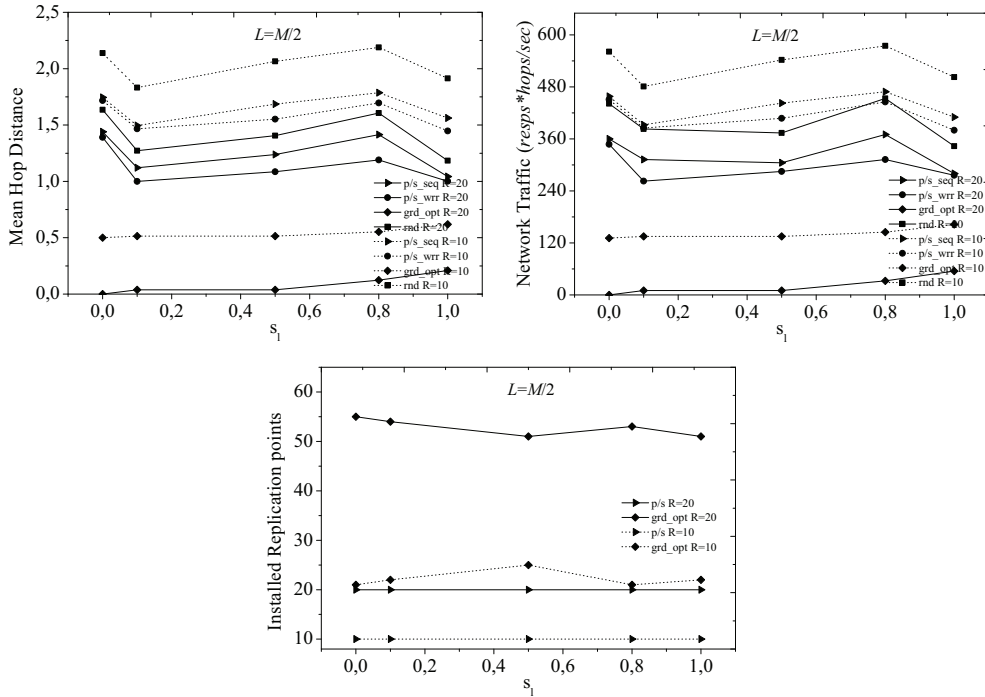 L=M/2
Mean Hop Distance
2,5
2,0
1,5
1,0
0,5
0,0
p/s_seq R=20
p/s_wrr R=20
grd_opt R=20
rnd R=20
p/s_seq R=10
p/s_wrr R=10
grd_opt R=10
rnd R=10
0,0 0,2 0,4 0,6 0,8 1,0
s_l
L=M/2
Network Traffic (resps*hops/sec)
600
480
360
240
120
0
p/s_seq R=20
p/s_wrr R=20
grd_opt R=20
rnd R=20
p/s_seq R=10
p/s_wrr R=10
grd_opt R=10
rnd R=10
0,0 0,2 0,4 0,6 0,8 1,0
s_l
L=M/2
Installed Replication points
60
50
40
30
20
10
p/s R=20
grd_opt R=20
p/s R=10
grd_opt R=10
0,0 0,2 0,4 0,6 0,8 1,0
s_l